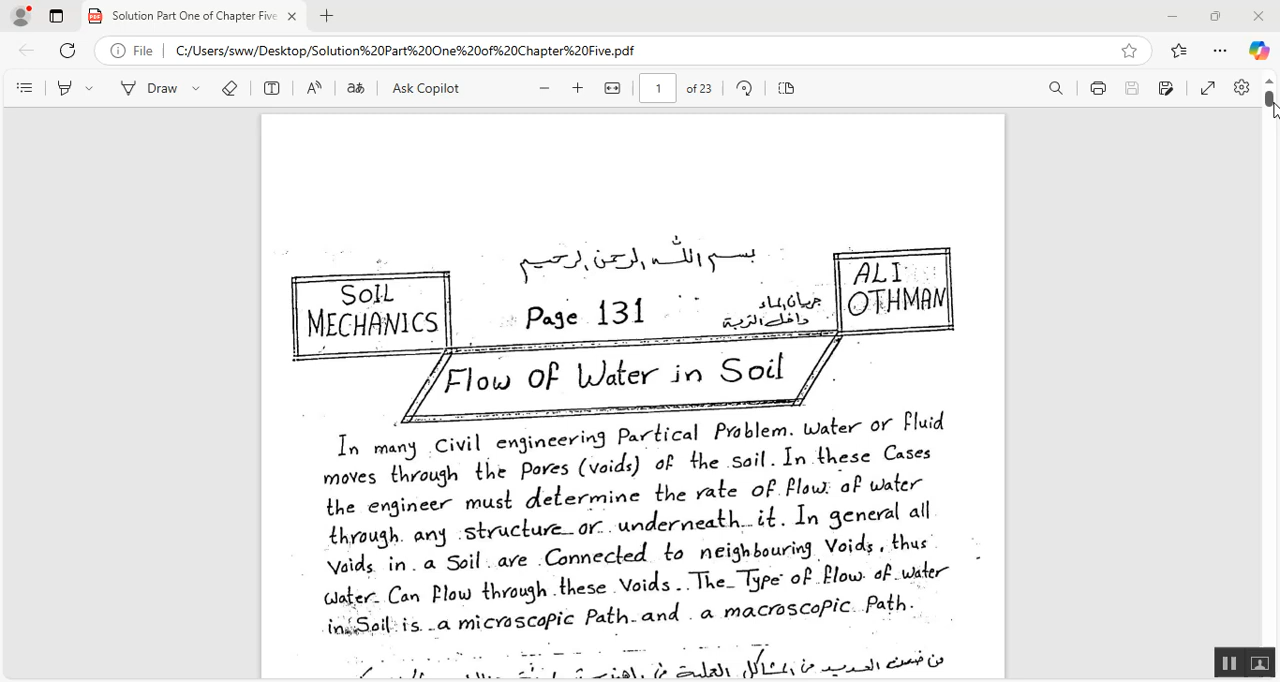 Solution Part One of Chapter Five
File
C:/Users/sww/Desktop/Solution%20Part%20One%20of%20Chapter%20Five.pdf
Draw
aあ
Ask Copilot
1
of 23
بسم الله الرحمن الرحيم
SOIL
MECHANICS
Page 131
جريان الماء
داخل التربة
ALI
OTHMAN
Flow OF Water in Soil
In many Civil engineering Partical Problem. Water or fluid
moves through the Pores (voids) of the soil. In these Cases
the engineer must determine the rate of flow of water
through any structure or underneath it. In general all
Voids in a Soil are Connected to neighbouring Voids, thus
Water Can flow through these Voids. The Type of flow of water
in Soil is a microscopic Path and a macroscopic Path.